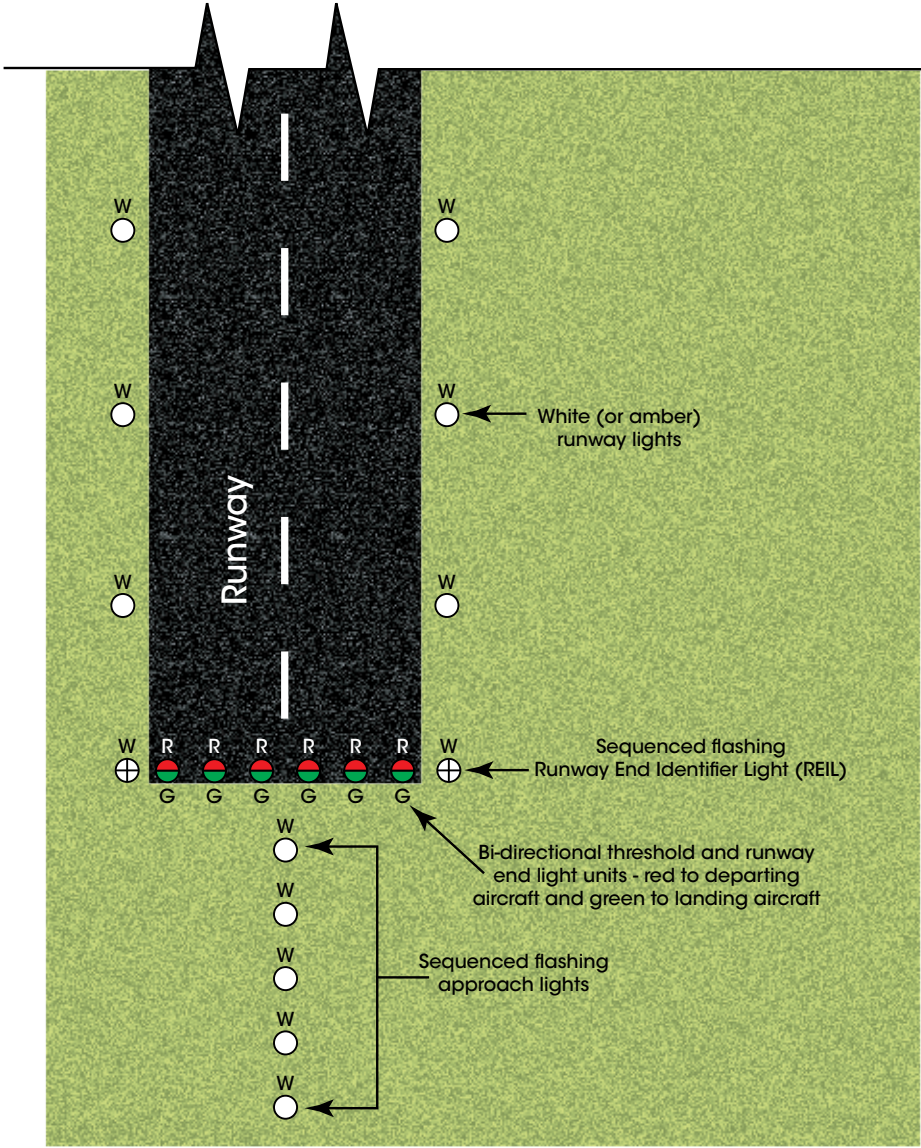 W W
W W
White (or amber)
runway lights
Runway
W W
W R R R R R R W
Sequenced flashing
Runway End Identifier Light (REIL)
G G G G G G
W
Bi-directional threshold and runway
end light units - red to departing
aircraft and green to landing aircraft
W
W
Sequenced flashing
approach lights
W
W